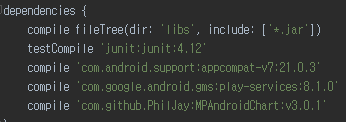 dependencies {
compile fileTree(dir: 'libs', include: ['*.jar'])
testCompile 'junit:junit:4.12'
compile 'com.android.support:appcompat-v7:21.0.3'
compile 'com.google.android.gms:play-services:8.1.0'
compile 'com.github.PhilJay:MPAndroidChart:v3.0.1'
}